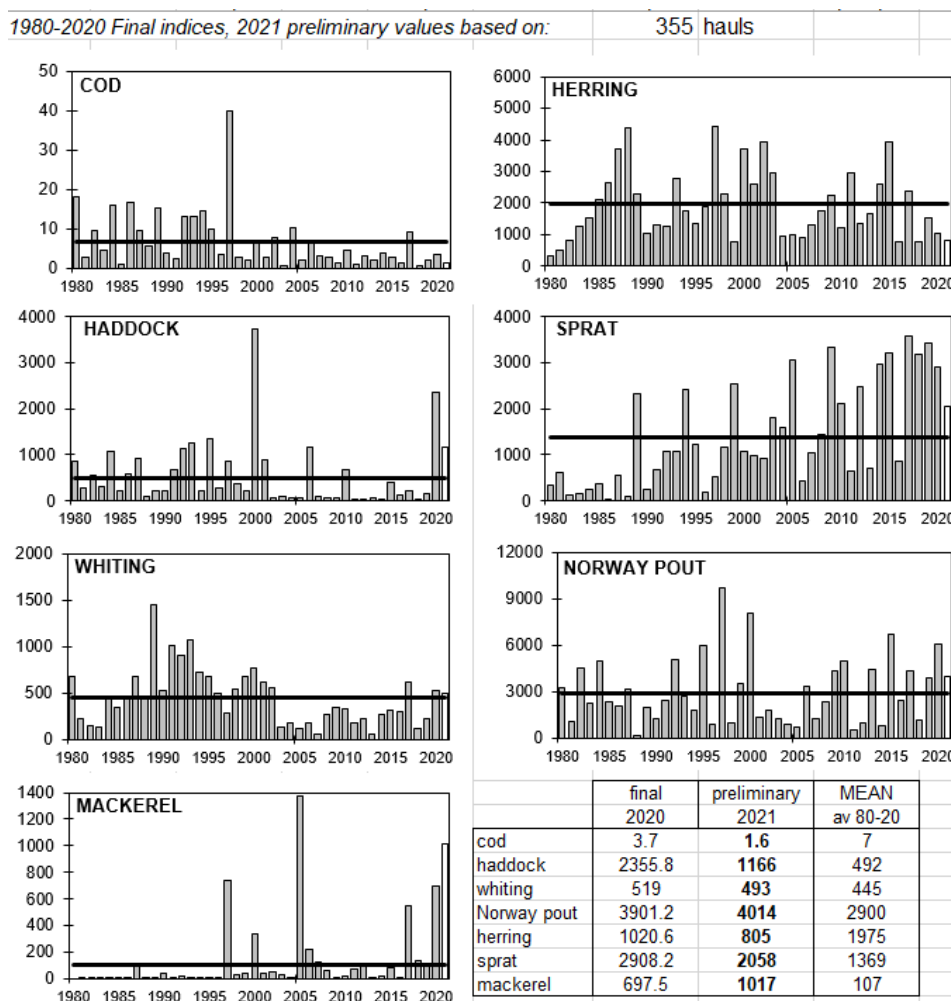 1980-2020 Final indices, 2021 preliminary values based on: 355 hauls
COD
50
40
30
20
10
0
1980 1985 1990 1995 2000 2005 2010 2015 2020
HERRING
6000
5000
4000
3000
2000
1000
0
1980 1985 1990 1995 2000 2005 2010 2015 2020
HADDOCK
4000
3000
2000
1000
0
1980 1985 1990 1995 2000 2005 2010 2015 2020
SPRAT
4000
3000
2000
1000
0
1980 1985 1990 1995 2000 2005 2010 2015 2020
WHITING
2000
1500
1000
500
0
1980 1985 1990 1995 2000 2005 2010 2015 2020
NORWAY POUT
12000
9000
6000
3000
0
1980 1985 1990 1995 2000 2005 2010 2015 2020
MACKEREL
1400
1200
1000
800
600
400
200
0
1980 1985 1990 1995 2000 2005 2010 2015 2020
final preliminary MEAN
2020 2021 av 80-20
cod 3.7 1.6 7
haddock 2355.8 1166 492
whiting 519 493 445
Norway pout 3901.2 4014 2900
herring 1020.6 805 1975
sprat 2908.2 2058 1369
mackerel 697.5 1017 107